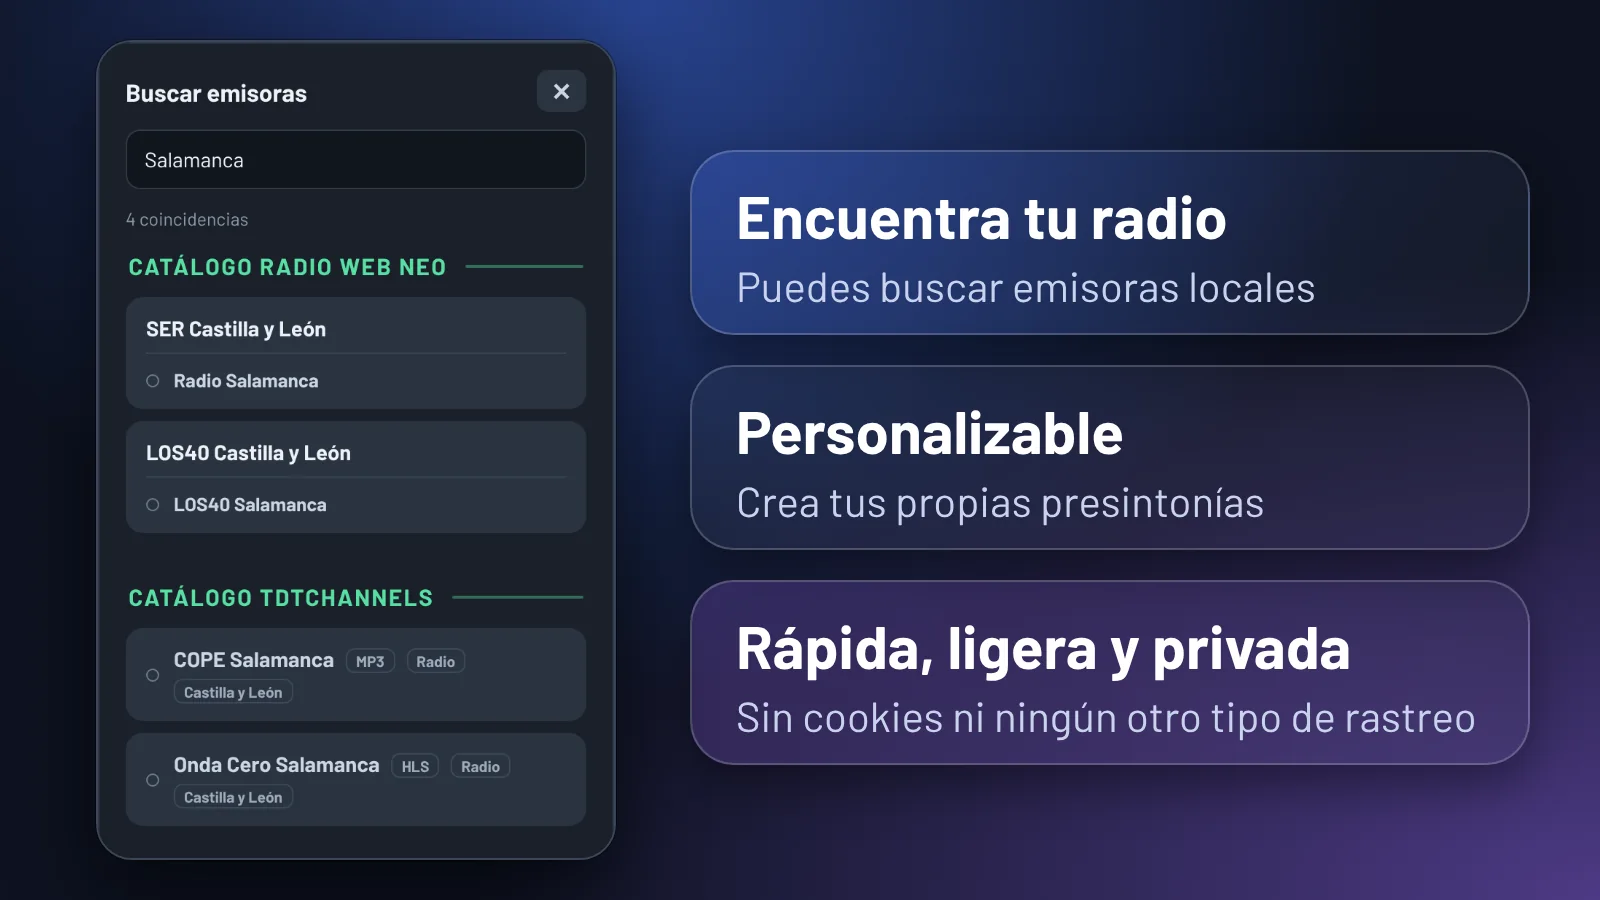 Buscar emisoras
Salamanca
4 coincidencias
CATÁLOGO RADIO WEB NEO
SER Castilla y León
Radio Salamanca
LOS40 Castilla y León
LOS40 Salamanca
CATÁLOGO TDTCHANNELS
COPE Salamanca MP3 Radio
Castilla y León
Onda Cero Salamanca HLS Radio
Castilla y León
Encuentra tu radio
Puedes buscar emisoras locales
Personalizable
Crea tus propias presintonías
Rápida, ligera y privada
Sin cookies ni ningún otro tipo de rastreo